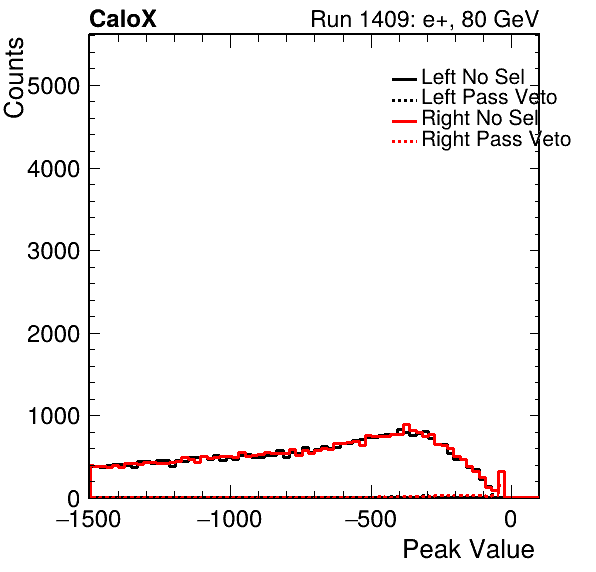 CaloX Run 1409: e+, 80 GeV
Counts
5000
4000
3000
2000
1000
0
Left No Sel
Left Pass Veto
Right No Sel
Right Pass Veto
−1500 −1000 −500 0
Peak Value